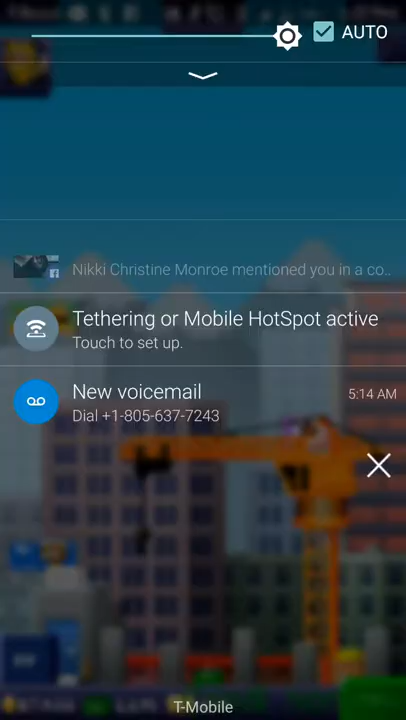 AUTO
Nikki Christine Monroe mentioned you in a co..
Tethering or Mobile HotSpot active
Touch to set up.
New voicemail
5:14 AM
Dial +1-805-637-7243
T-Mobile